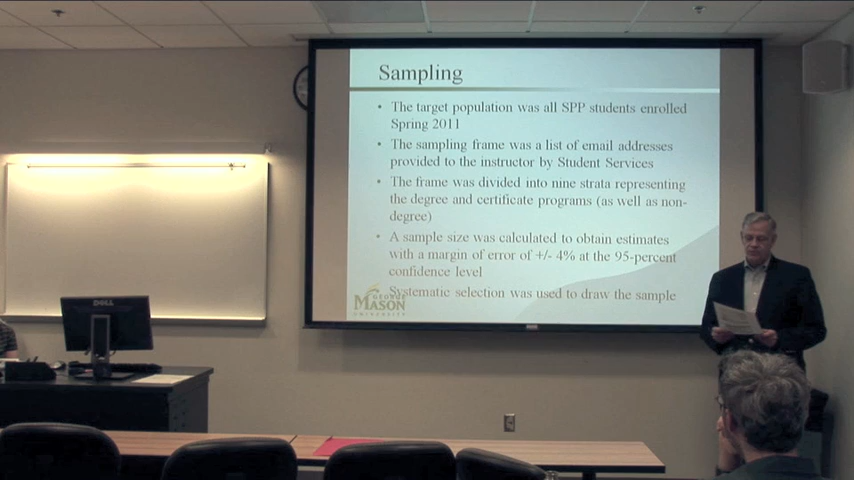 Sampling
• The target population was all SPP students enrolled
Spring 2011
• The sampling frame was a list of email addresses
provided to the instructor by Student Services
• The frame was divided into nine strata representing
the degree and certificate programs (as well as non-
degree)
• A sample size was calculated to obtain estimates
with a margin of error of +/- 4% at the 95-percent
confidence level
• Systematic selection was used to draw the sample
GEORGE
MASON
UNIVERSITY
DELL